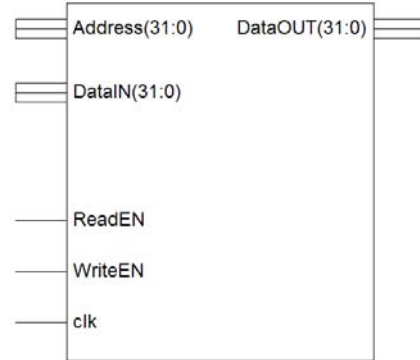 Address(31:0) DataOUT(31:0)
DataIN(31:0)
ReadEN
WriteEN
clk